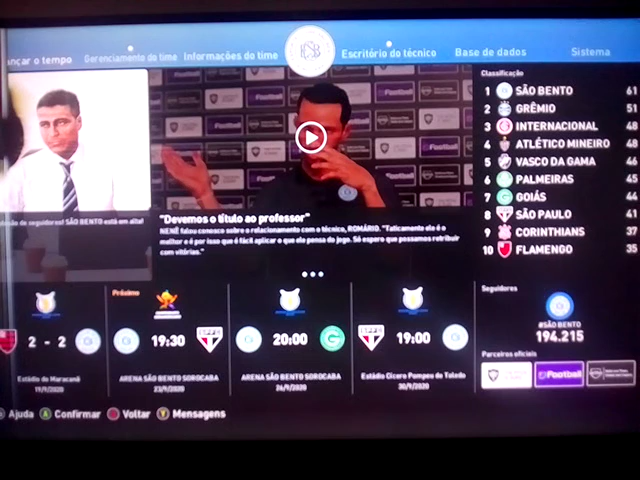 ançar o tempo
Gerenciamento do time
Informações do time
Escritório do técnico
Base de dados
Sistema
Classificação
1 SÃO BENTO 61
2 GRÊMIO 51
3 INTERNACIONAL 48
4 ATLÉTICO MINEIRO 48
5 VASCO DA GAMA 46
6 PALMEIRAS 45
7 GOIÁS 44
8 SÃO PAULO 41
9 CORINTHIANS 37
10 FLAMENGO 35
de seguidores! SÃO BENTO está em alta!
"Devemos o título ao professor"
NENÊ falou conosco sobre o relacionamento com o técnico, ROMÁRIO. "Taticamente ele é o
melhor e é por isso que é fácil aplicar o que ele pensa do jogo. Só espero que possamos retribuir
com vitórias."
2 - 2
Estádio do Maracanã
19/9/2020
Próximo
19:30
ARENA SÃO BENTO SOROCABA
23/9/2020
20:00
ARENA SÃO BENTO SOROCABA
26/9/2020
19:00
Estádio Cícero Pompeu de Toledo
30/9/2020
Seguidores
#SÃO BENTO
194.215
Parceiros oficiais
Football
Ajuda
A Confirmar
Voltar
Y Mensagens